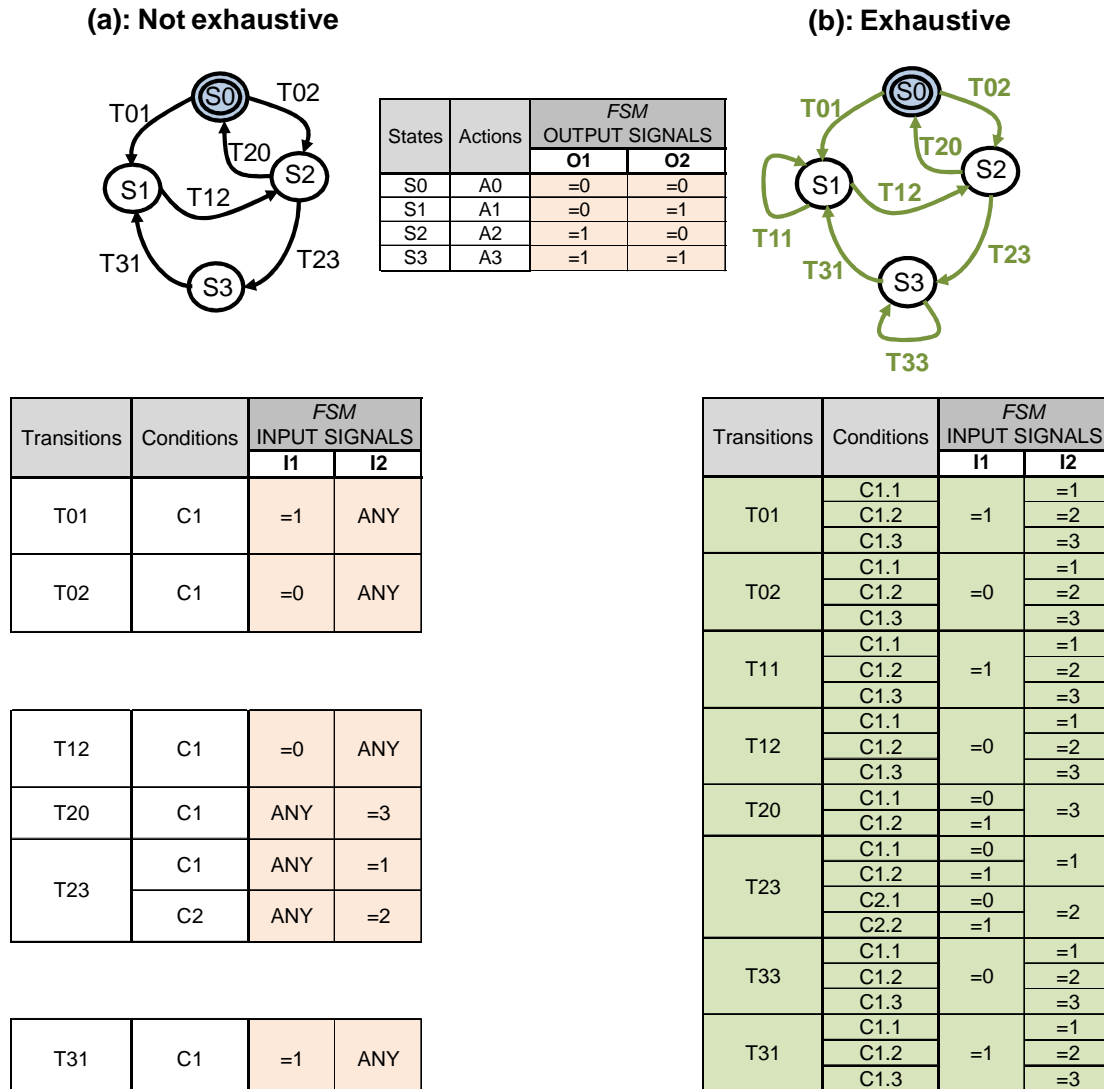 (a): Not exhaustive
(b): Exhaustive
S0
T01
T02
T20
S1
S2
T12
T31
T23
S3
States Actions FSM OUTPUT SIGNALS
O1 O2
S0 A0 =0 =0
S1 A1 =0 =1
S2 A2 =1 =0
S3 A3 =1 =1
S0
T01
T02
T20
S1
S2
T12
T11
T31
T23
S3
T33
Transitions Conditions FSM INPUT SIGNALS
I1 I2
T01 C1 =1 ANY
T02 C1 =0 ANY
T12 C1 =0 ANY
T20 C1 ANY =3
T23 C1 ANY =1
C2 ANY =2
T31 C1 =1 ANY
Transitions Conditions FSM INPUT SIGNALS
I1 I2
C1.1 =1
T01 C1.2 =1 =2
C1.3 =3
C1.1 =1
T02 C1.2 =0 =2
C1.3 =3
C1.1 =1
T11 C1.2 =1 =2
C1.3 =3
C1.1 =1
T12 C1.2 =0 =2
C1.3 =3
T20 C1.1 =0 =3
C1.2 =1
T23 C1.1 =0 =1
C1.2 =1
C2.1 =0 =2
C2.2 =1
C1.1 =1
T33 C1.2 =0 =2
C1.3 =3
C1.1 =1
T31 C1.2 =1 =2
C1.3 =3